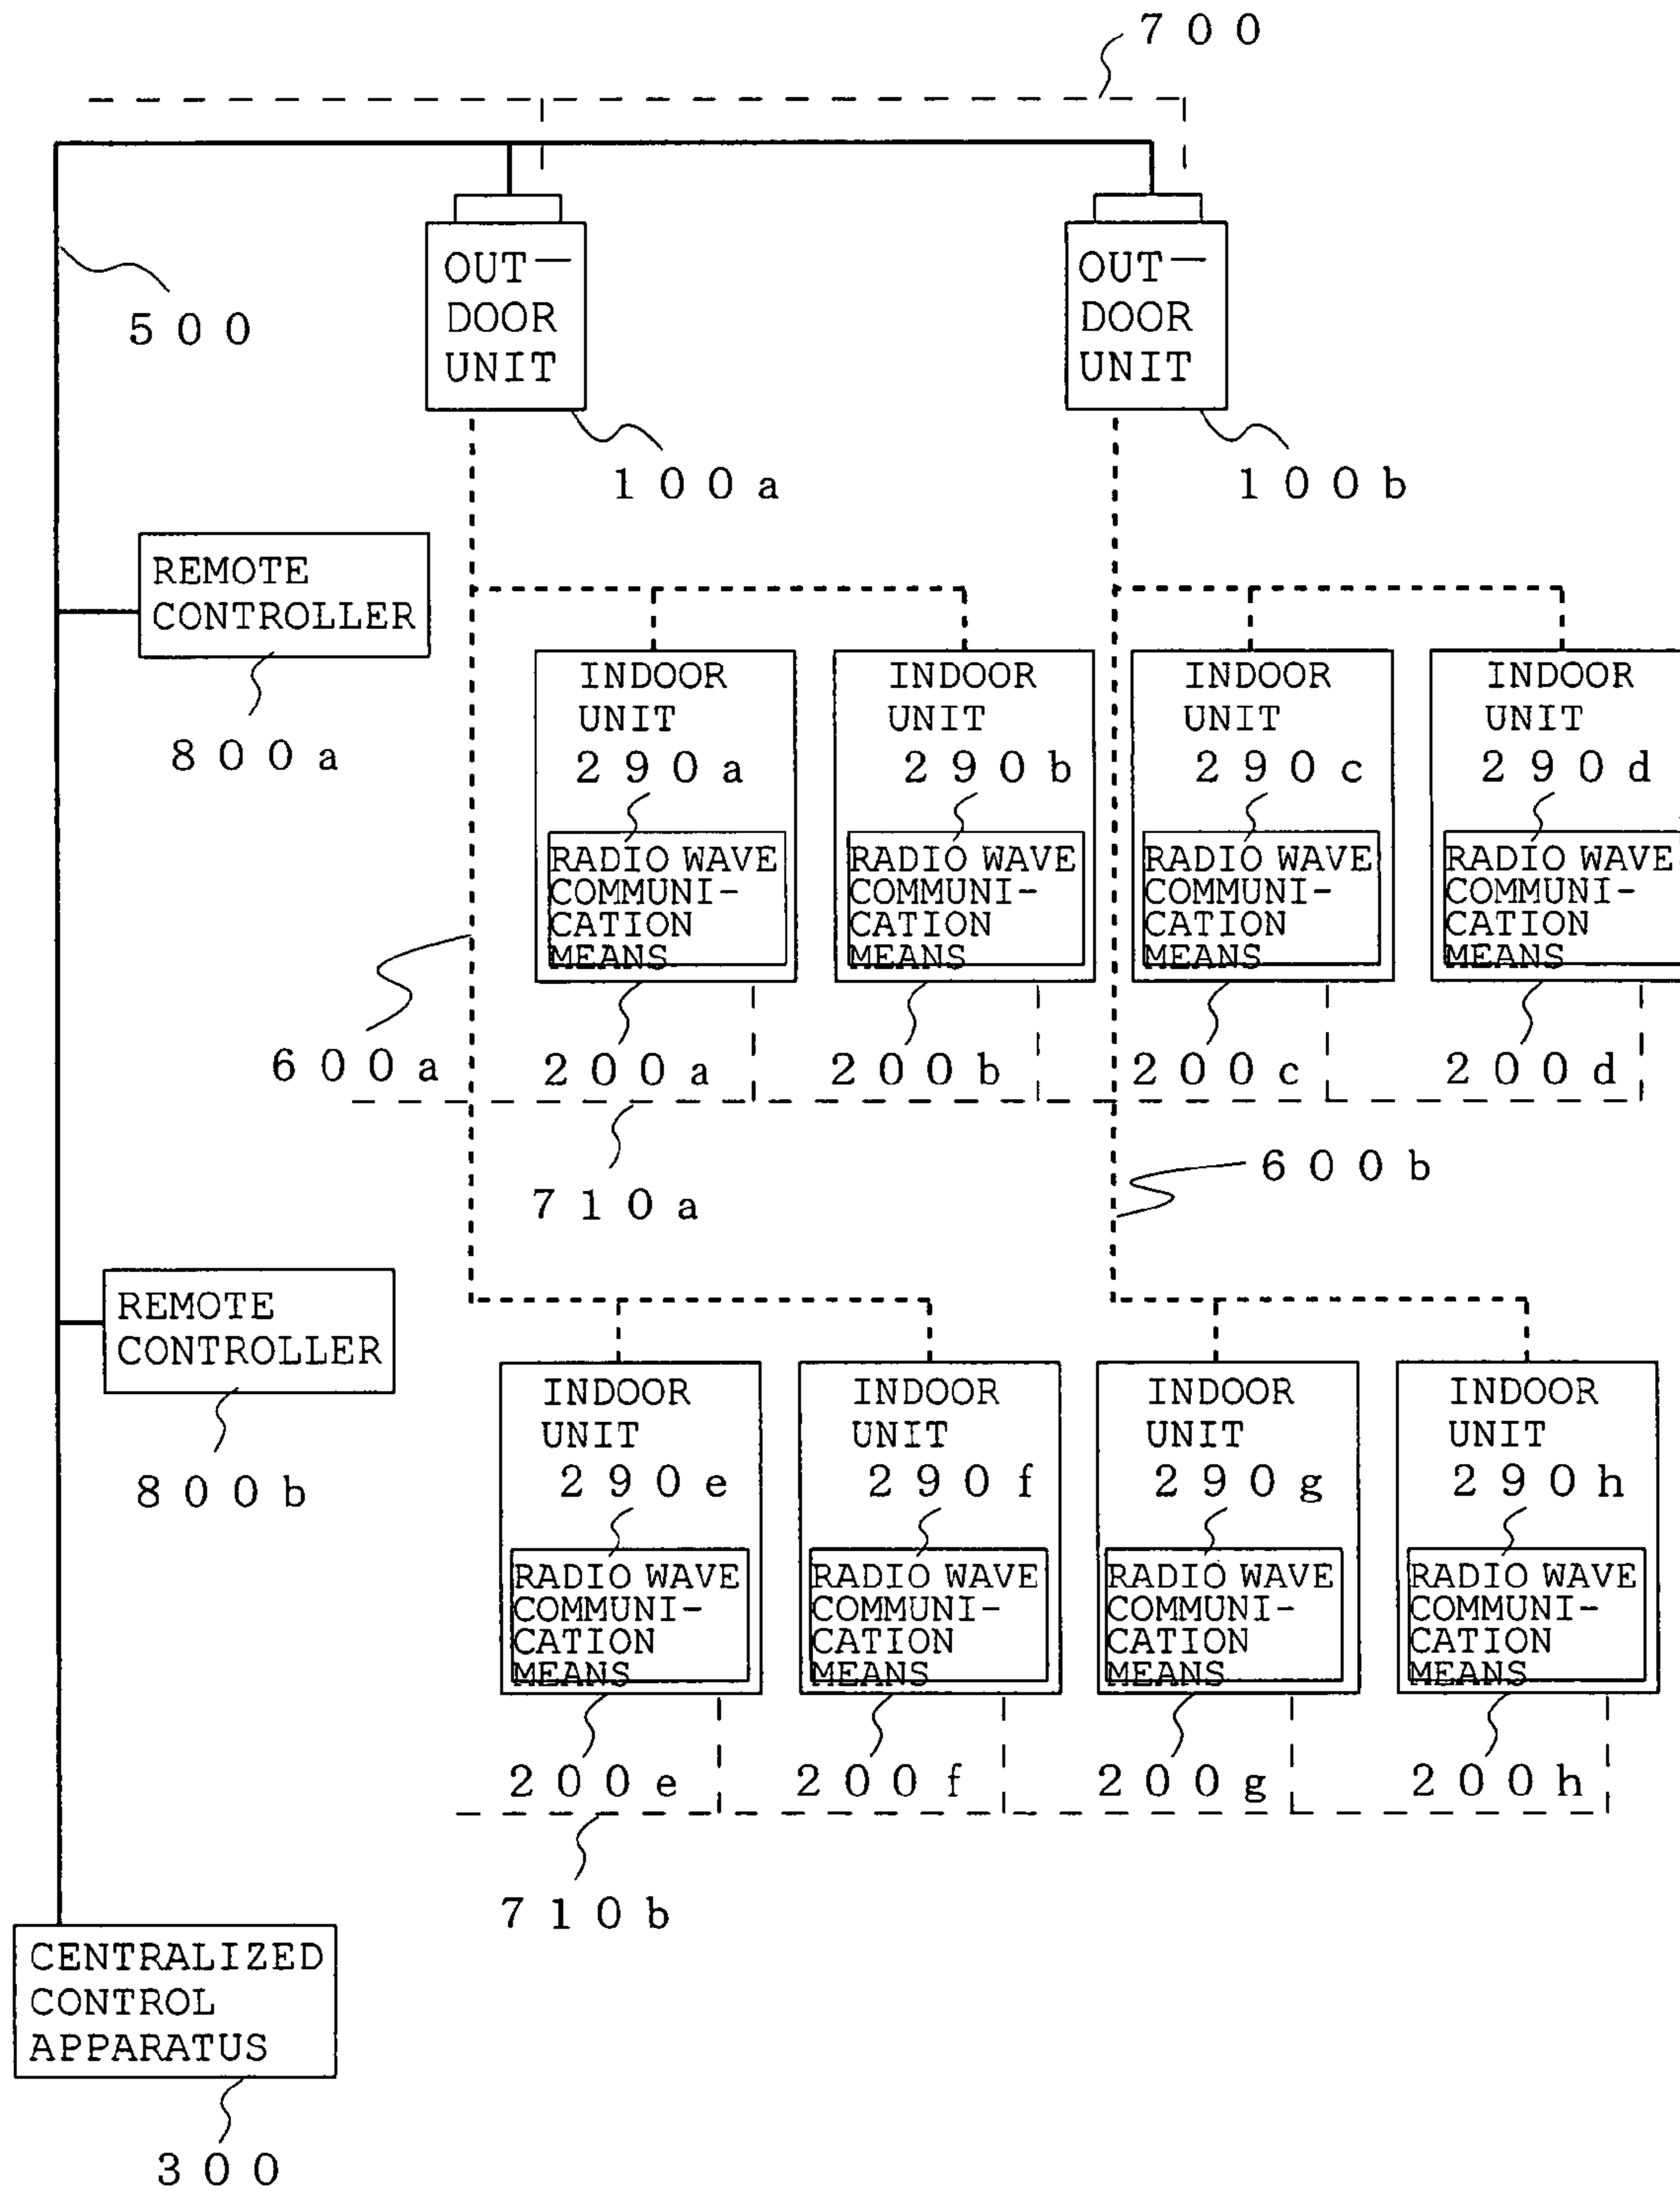 700
OUT-
DOOR
UNIT
OUT-
DOOR
UNIT
500
100a
100b
REMOTE
CONTROLLER
800a
INDOOR
UNIT
290a
RADIO WAVE
COMMUNI-
CATION
MEANS
INDOOR
UNIT
290b
RADIO WAVE
COMMUNI-
CATION
MEANS
INDOOR
UNIT
290c
RADIO WAVE
COMMUNI-
CATION
MEANS
INDOOR
UNIT
290d
RADIO WAVE
COMMUNI-
CATION
MEANS
600a
200a
200b
200c
200d
710a
600b
REMOTE
CONTROLLER
800b
INDOOR
UNIT
290e
RADIO WAVE
COMMUNI-
CATION
MEANS
INDOOR
UNIT
290f
RADIO WAVE
COMMUNI-
CATION
MEANS
INDOOR
UNIT
290g
RADIO WAVE
COMMUNI-
CATION
MEANS
INDOOR
UNIT
290h
RADIO WAVE
COMMUNI-
CATION
MEANS
200e
200f
200g
200h
710b
CENTRALIZED
CONTROL
APPARATUS
300